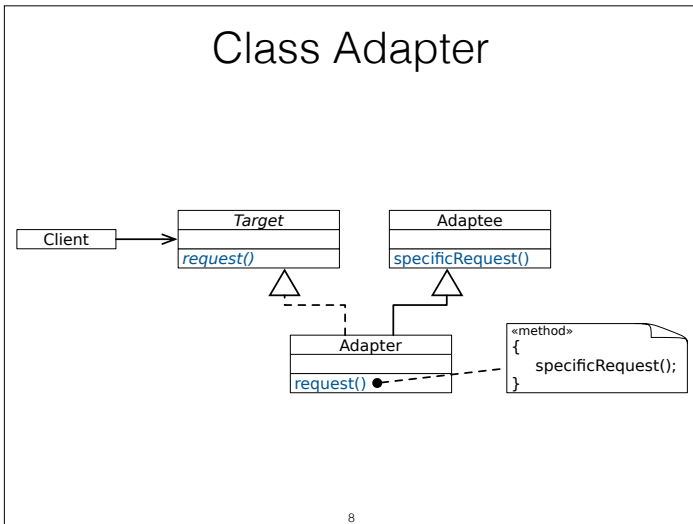 Class Adapter
Target
Adaptee
Client
request()
specificRequest()
Adapter
request()
«method»
{
specificRequest();
}
8